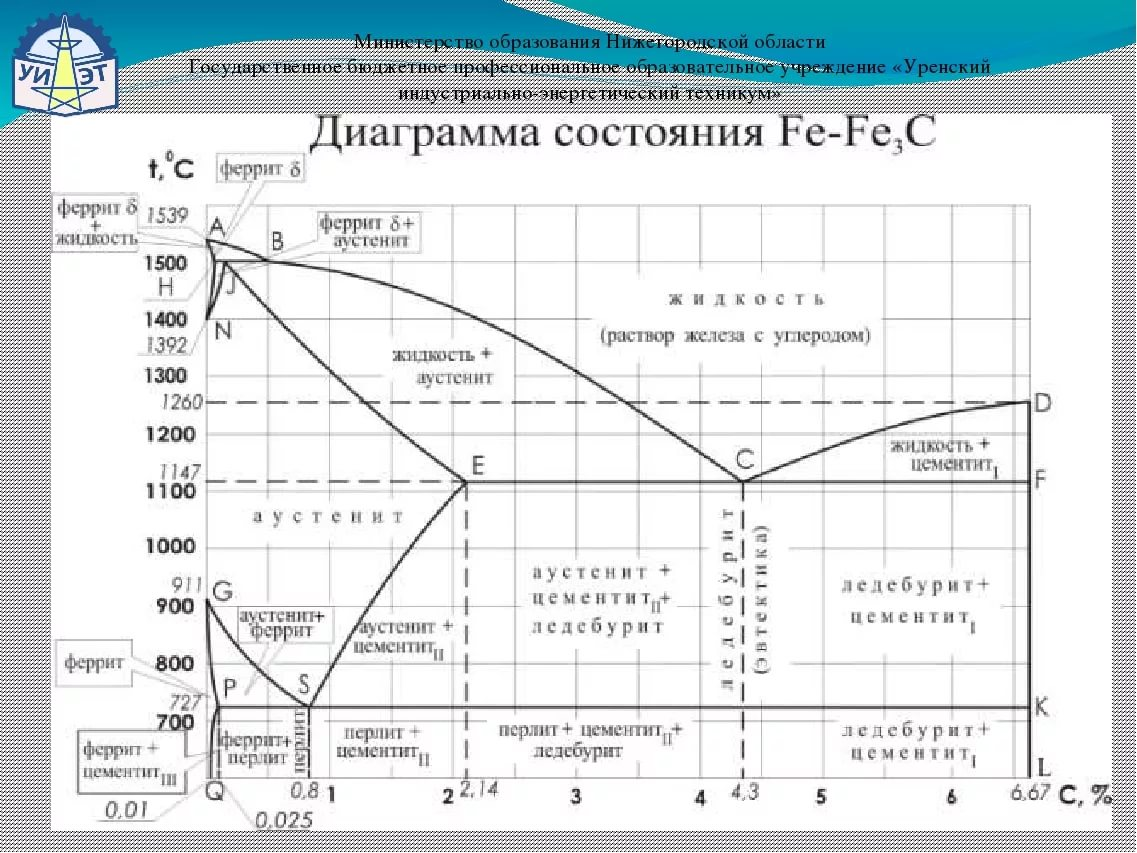 Министерство образования Нижегородской области
Государственное бюджетное профессиональное образовательное учреждение «Уренский
индустриально-энергетический техникум»
УИЭТ
Диаграмма состояния Fe-Fe₃C
t,⁰C
феррит δ
феррит δ
+
жидкость
1539
A
B
феррит δ+
аустенит
1500
H
J
1400
N
1392
жидкость
(раствор железа с углеродом)
жидкость +
аустенит
1300
1260
D
1200
жидкость +
цементит I
1147
E
C
F
1100
аустенит
1000
911
G
900
аустенит+
феррит
аустенит +
цементит II
аустенит +
цементит II+
ледебурит
ледебурит
(эвтектика)
ледебурит+
цементит I
феррит
800
727
P
S
K
700
феррит +
цементит III
феррит+
перлит
перлит
перлит +
цементит II
перлит + цементит II+
ледебурит
ледебурит+
цементит I
L
Q
0,01
0,025
0,8
1
2
2,14
3
4
4,3
5
6
6,67
C, %